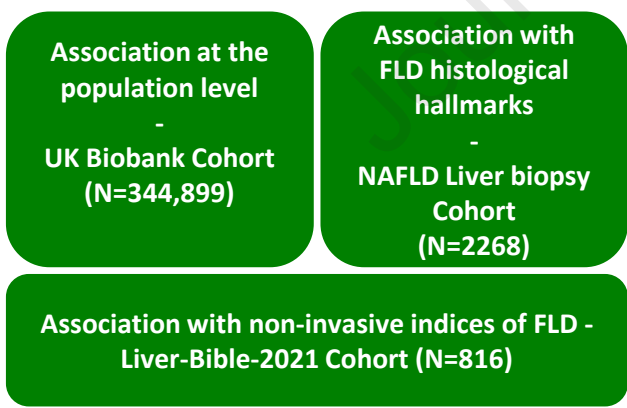 Association at the
population level
-
UK Biobank Cohort
(N=344,899)
Association with
FLD histological
hallmarks
-
NAFLD Liver biopsy
Cohort
(N=2268)
Association with non-invasive indices of FLD -
Liver-Bible-2021 Cohort (N=816)